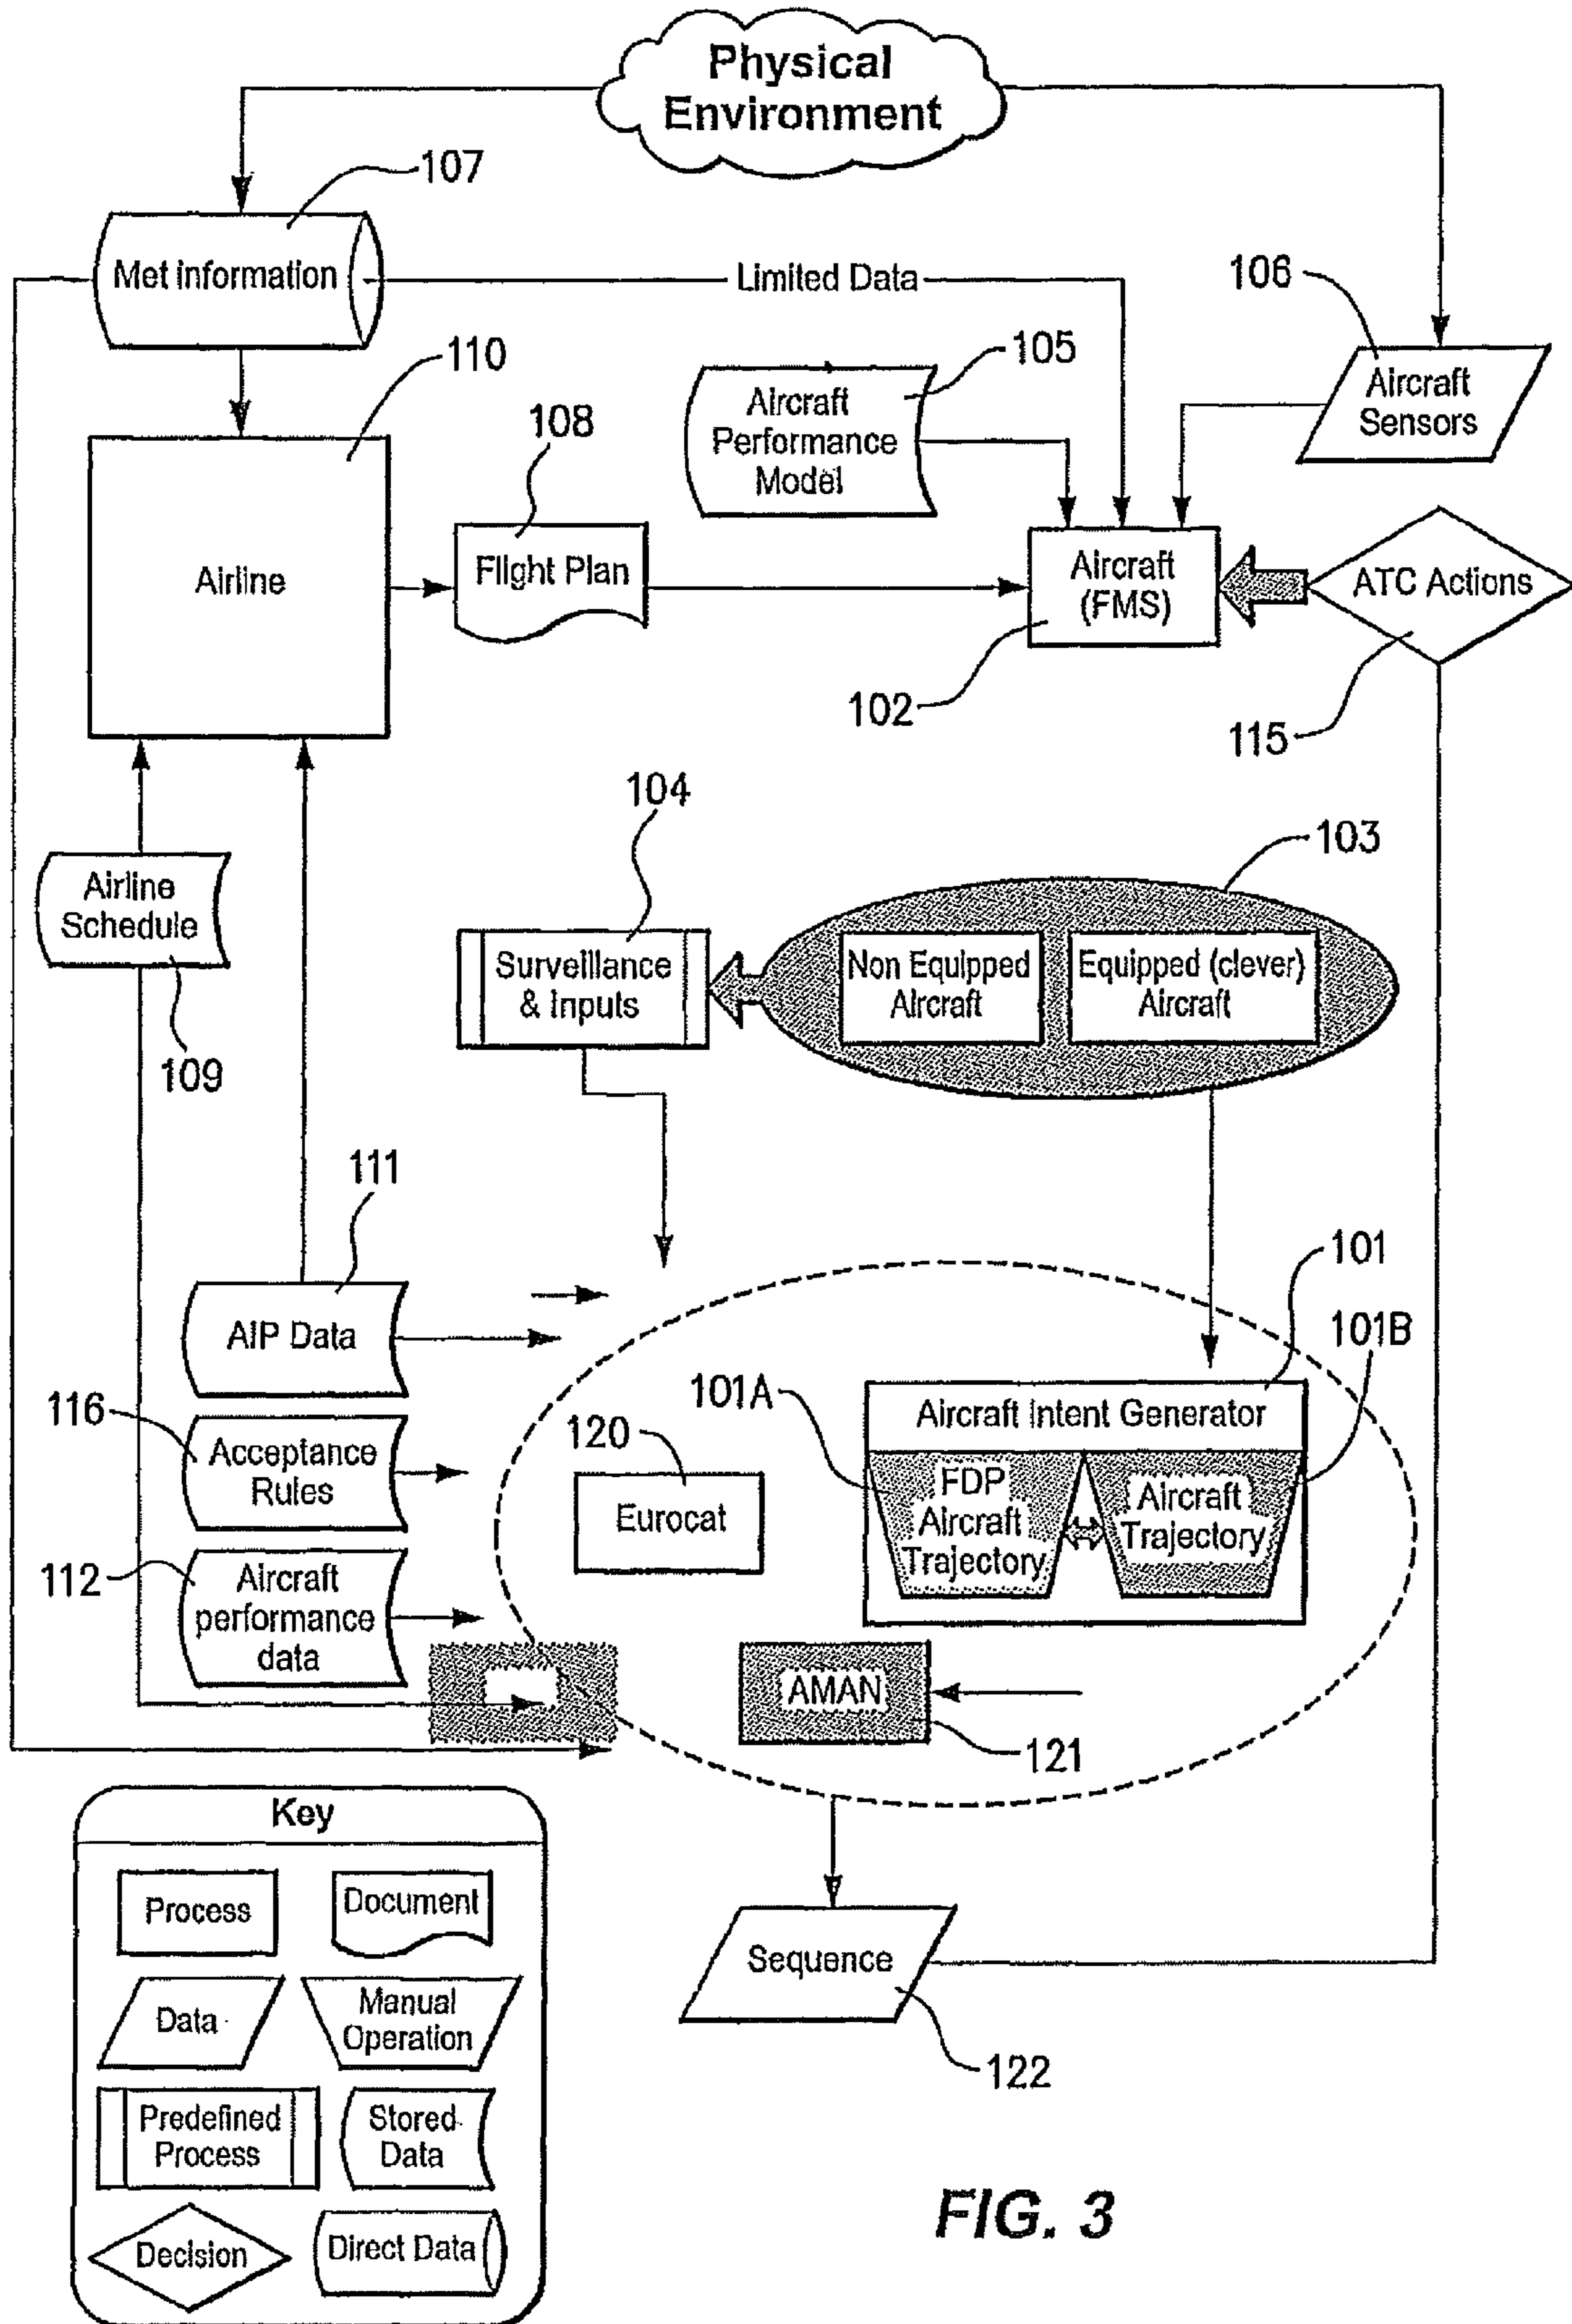 Physical
Environment
107
Met information
Limited Data
106
110
105
Aircraft
Sensors
Aircraft
Performance
Model
108
Airline
Flight Plan
Aircraft
(FMS)
ATC Actions
102
115
104
103
Airline
Schedule
Surveillance
& Inputs
Non Equipped
Aircraft
Equipped (clever)
Aircraft
109
111
101
AIP Data
101B
101A
116
Aircraft Intent Generator
120
Acceptance
Rules
FDP
Aircraft
Trajectory
Aircraft
Trajectory
Eurocat
112
Aircraft
performance
data
AMAN
121
Key
Process
Document
Sequence
Data
Manual
Operation
122
Predefined
Process
Stored
Data
Decision
Direct Data
FIG. 3